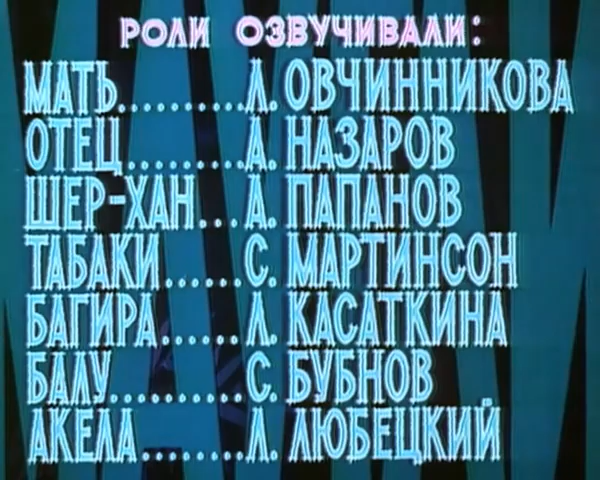 РОЛИ ОЗВУЧИВАЛИ:
МАТЬ.........Л. ОВЧИННИКОВА
ОТЕЦ.........А. НАЗАРОВ
ШЕР-ХАН...А. ПАПАНОВ
ТАБАКИ......С. МАРТИНСОН
БАГИРА......Л. КАСАТКИНА
БАЛУ..........С. БУБНОВ
АКЕЛА........Л. ЛЮБЕЦКИЙ